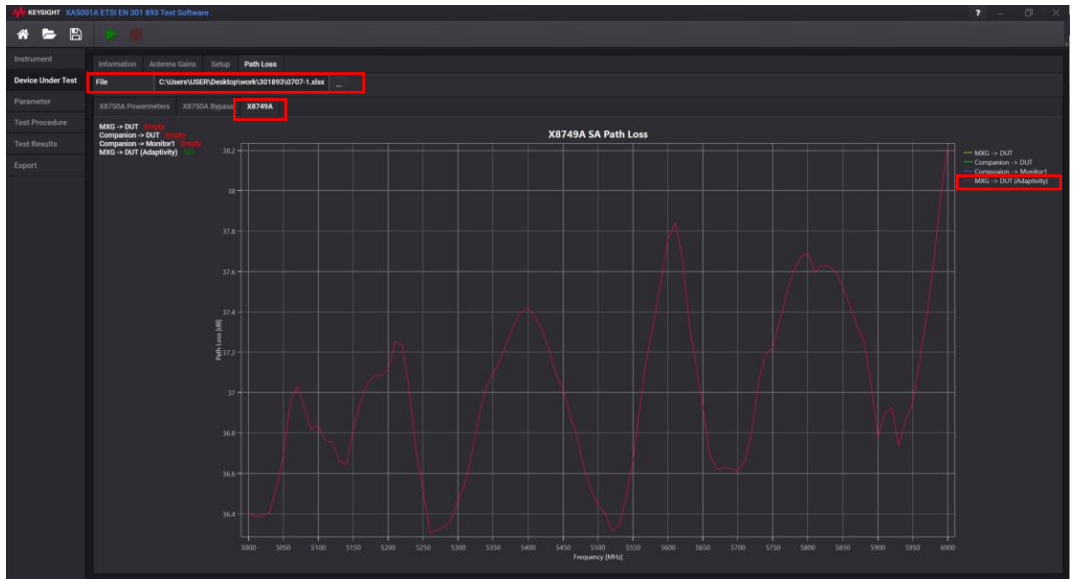 KEYSIGHT XA5001A ETSI EN 301 893 Test Software
?
Instrument
Device Under Test
Parameter
Test Procedure
Test Results
Export
Information Antenna Gains Setup Path Loss
File C:\Users\USER\Desktop\work\301893\0707-1.xlsx ...
X8750A Powermeters X8750A Bypass X8749A
MXG -> DUT Empty
Companion -> DUT Empty
Companion -> Monitor1 Empty
MXG -> DUT (Adaptivity) 101
X8749A SA Path Loss
MXG -> DUT
Companion -> DUT
Companion -> Monitor1
MXG -> DUT (Adaptivity)
38.2
38
37.8
37.6
37.4
37.2
37
36.8
36.6
36.4
Path Loss [dB]
5000 5050 5100 5150 5200 5250 5300 5350 5400 5450 5500 5550 5600 5650 5700 5750 5800 5850 5900 5950 6000
Frequency [MHz]